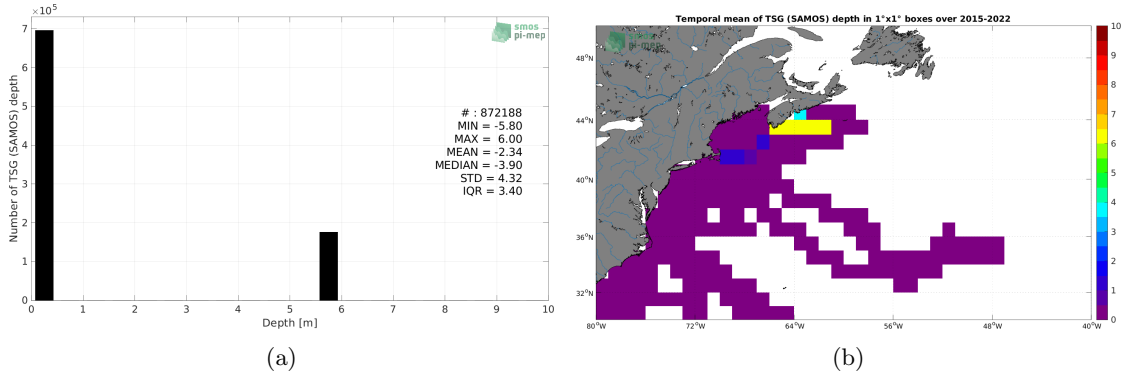 ×10⁵
7
6
5
4
3
2
1
0
Number of TSG (SAMOS) depth
smos
pi-mep
# : 872188
MIN = -5.80
MAX = 6.00
MEAN = -2.34
MEDIAN = -3.90
STD = 4.32
IQR = 3.40
0 1 2 3 4 5 6 7 8 9 10
Depth [m]
(a)
Temporal mean of TSG (SAMOS) depth in 1°x1° boxes over 2015-2022
smos
pi-mep
48°N
44°N
40°N
36°N
32°N
80°W 72°W 64°W 56°W 48°W 40°W
10
9
8
7
6
5
4
3
2
1
0
(b)